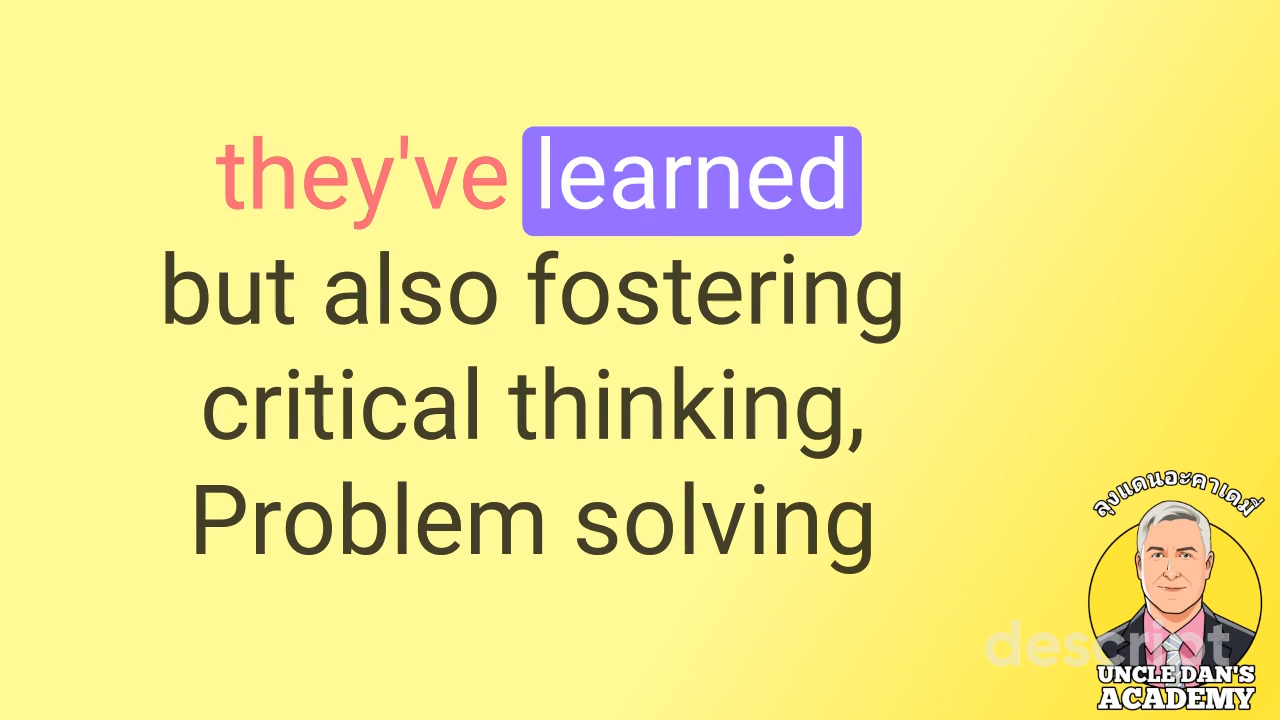 they've learned
but also fostering
critical thinking,
Problem solving
ลุงแดนอะคาเดมี่
descript
UNCLE DAN'S
ACADEMY